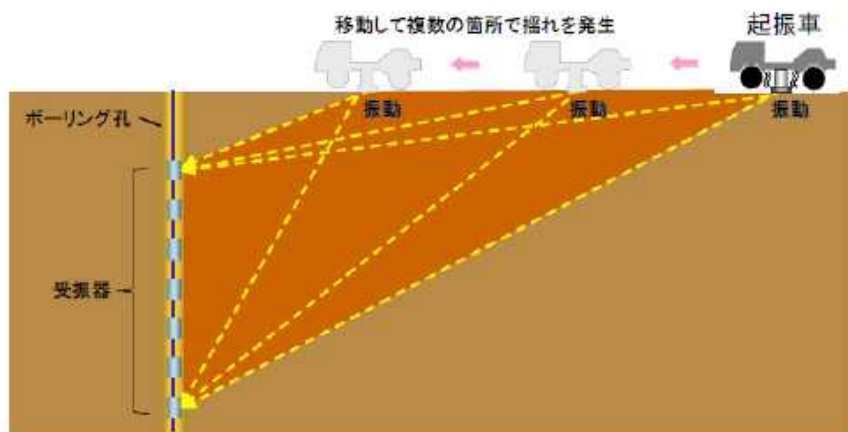 移動して複数の箇所で揺れを発生
起振車
振動
振動
振動
ボーリング孔
受振器